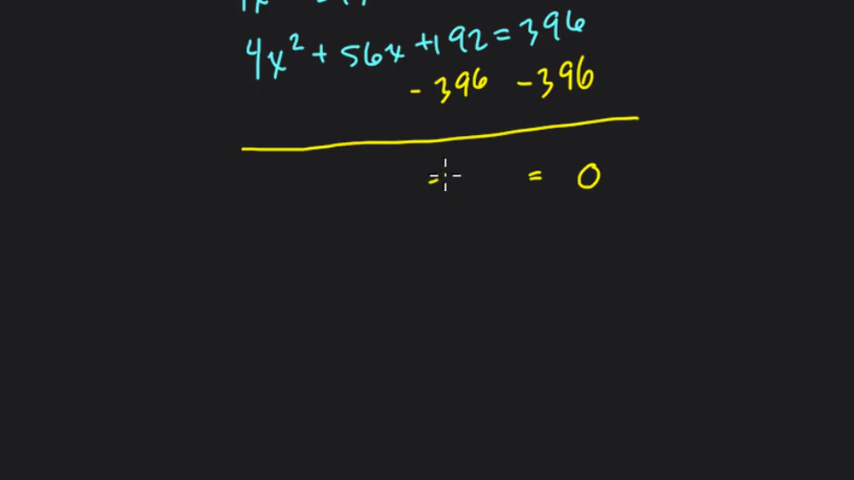 4x² + 56x + 192 = 396
- 396 - 396
- = 0